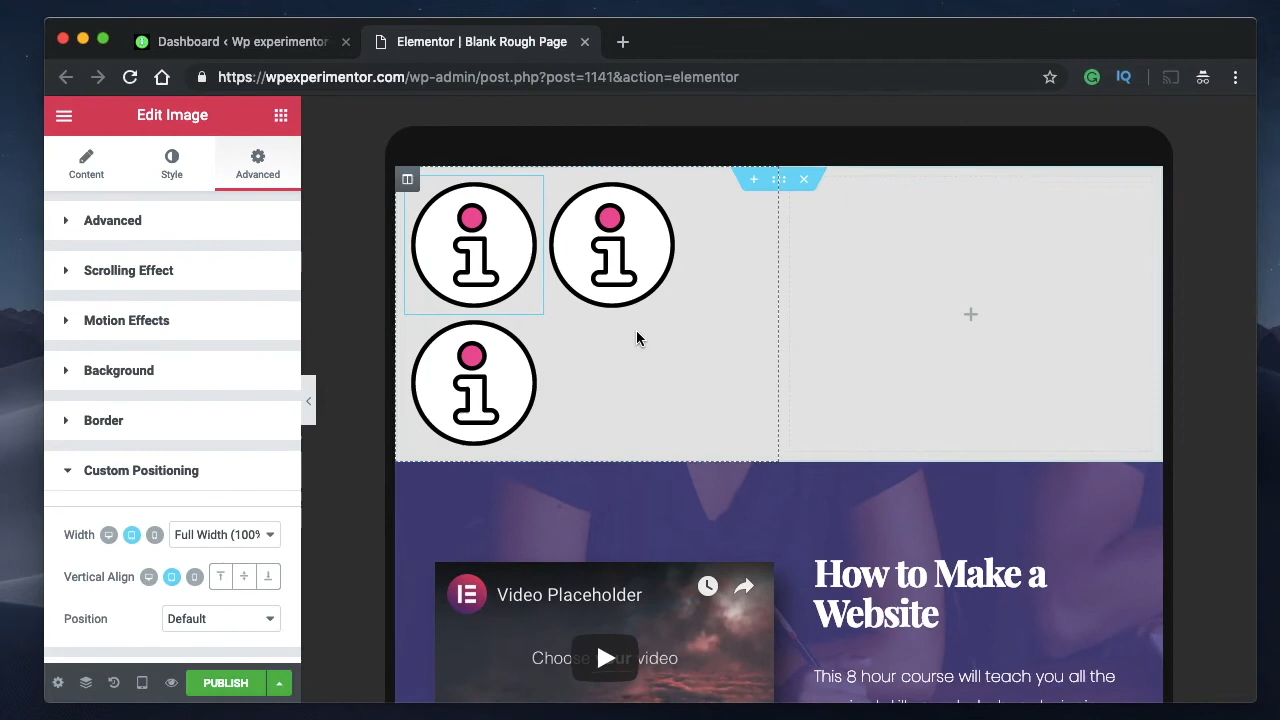 Dashboard ‹ Wp experimentor
Elementor | Blank Rough Page
https://wpexperimentor.com/wp-admin/post.php?post=1141&action=elementor
IQ
Edit Image
Content
Style
Advanced
Advanced
Scrolling Effect
Motion Effects
Background
Border
Custom Positioning
Width
Full Width (100%
Vertical Align
Position
Default
PUBLISH
Video Placeholder
Choose your video
How to Make a
Website
This 8 hour course will teach you all the